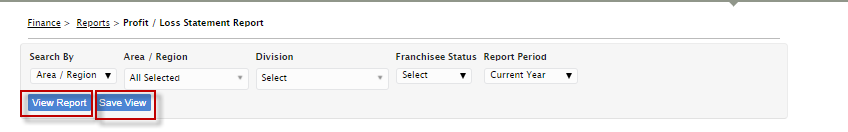 Finance > Reports > Profit / Loss Statement Report
Search By Area / Region Division Franchisee Status Report Period
Area / Region All Selected Select Select Current Year
View Report Save View